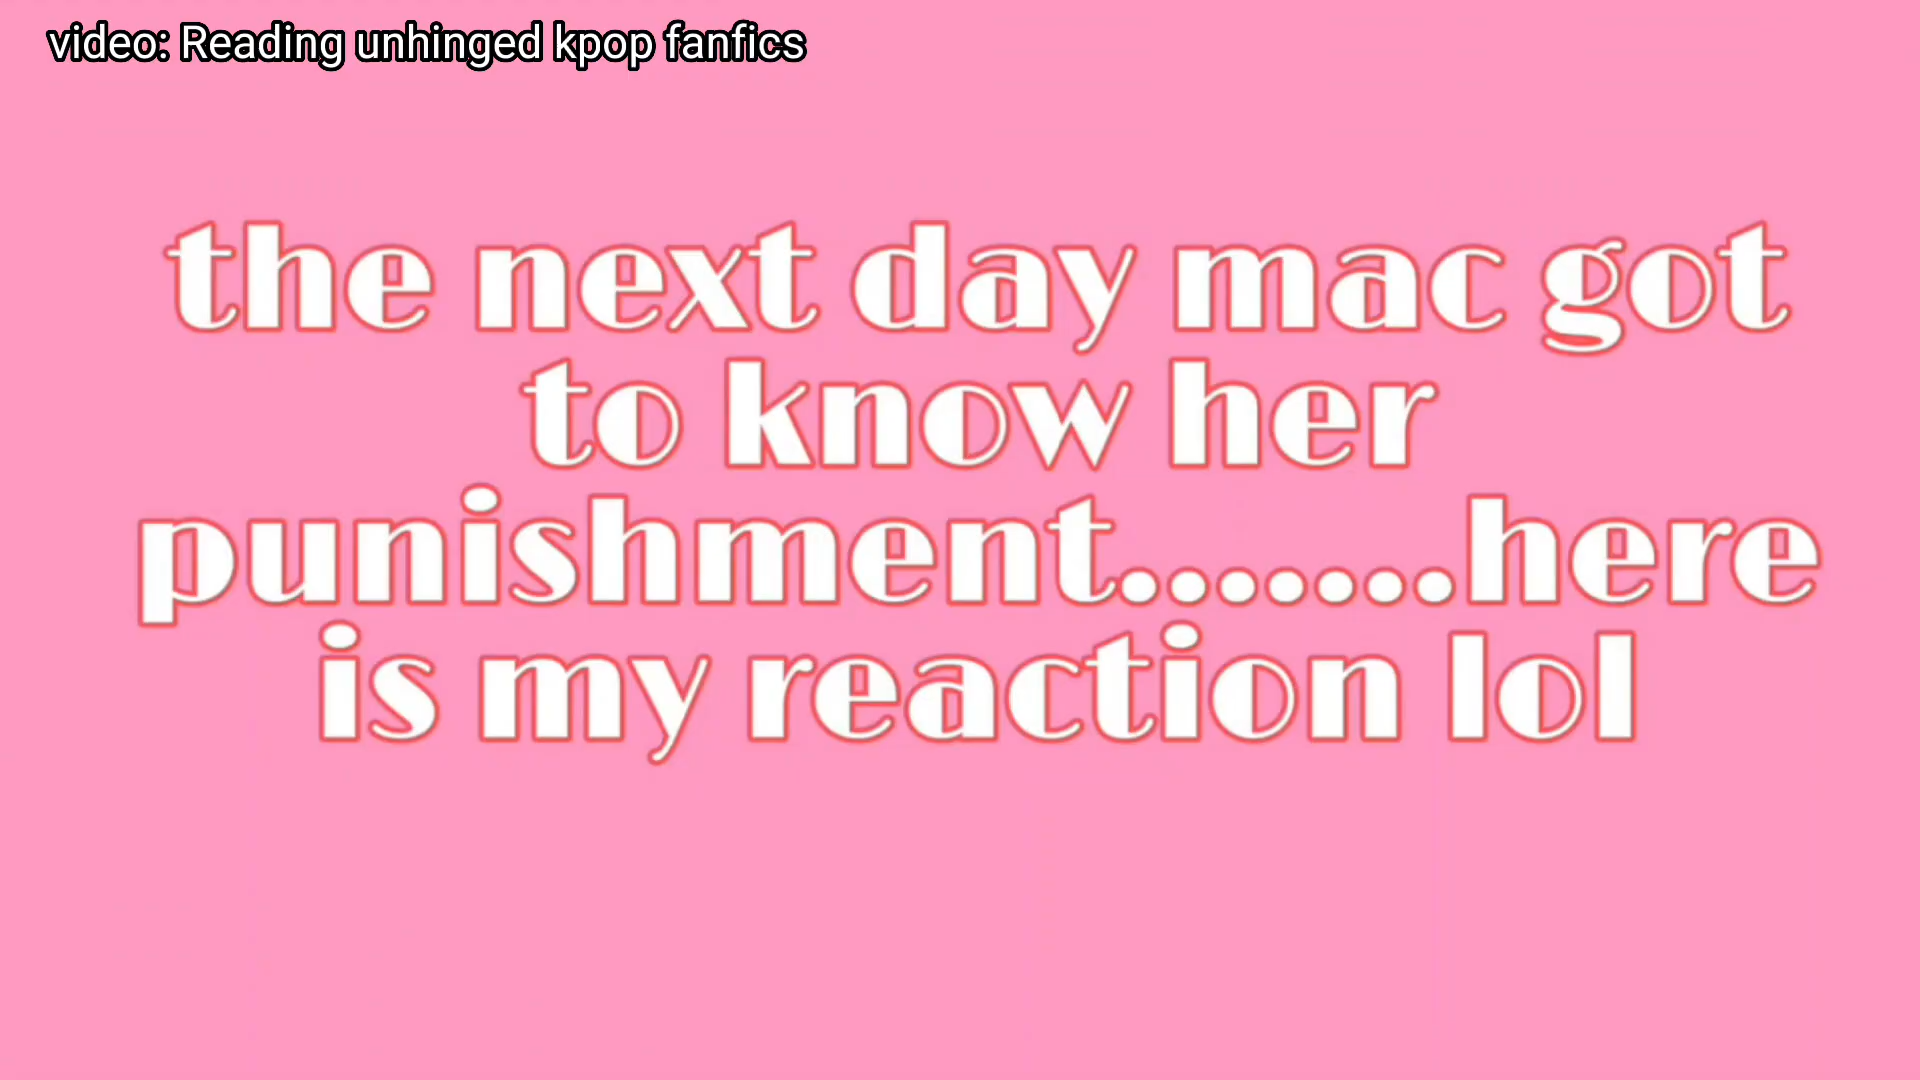 video: Reading unhinged kpop fanfics
the next day mac got
to know her
punishment.......here
is my reaction lol